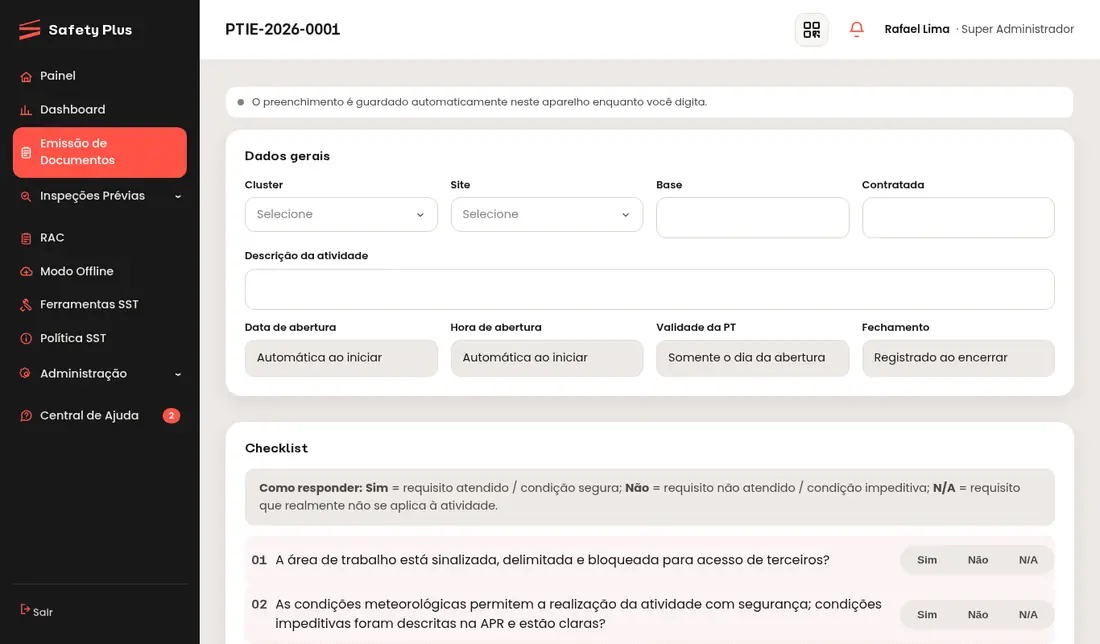 Safety Plus
PTIE-2026-0001
Rafael Lima · Super Administrador
Painel
Dashboard
Emissão de
Documentos
Inspeções Prévias
RAC
Modo Offline
Ferramentas SST
Política SST
Administração
Central de Ajuda 2
Sair
O preenchimento é guardado automaticamente neste aparelho enquanto você digita.
Dados gerais
Cluster Site Base Contratada
Selecione Selecione
Descrição da atividade
Data de abertura Hora de abertura Validade da PT Fechamento
Automática ao iniciar Automática ao iniciar Somente o dia da abertura Registrado ao encerrar
Checklist
Como responder: Sim = requisito atendido / condição segura; Não = requisito não atendido / condição impeditiva; N/A = requisito
que realmente não se aplica à atividade.
01 A área de trabalho está sinalizada, delimitada e bloqueada para acesso de terceiros? Sim Não N/A
02 As condições meteorológicas permitem a realização da atividade com segurança; condições
impeditivas foram descritas na APR e estão claras? Sim Não N/A